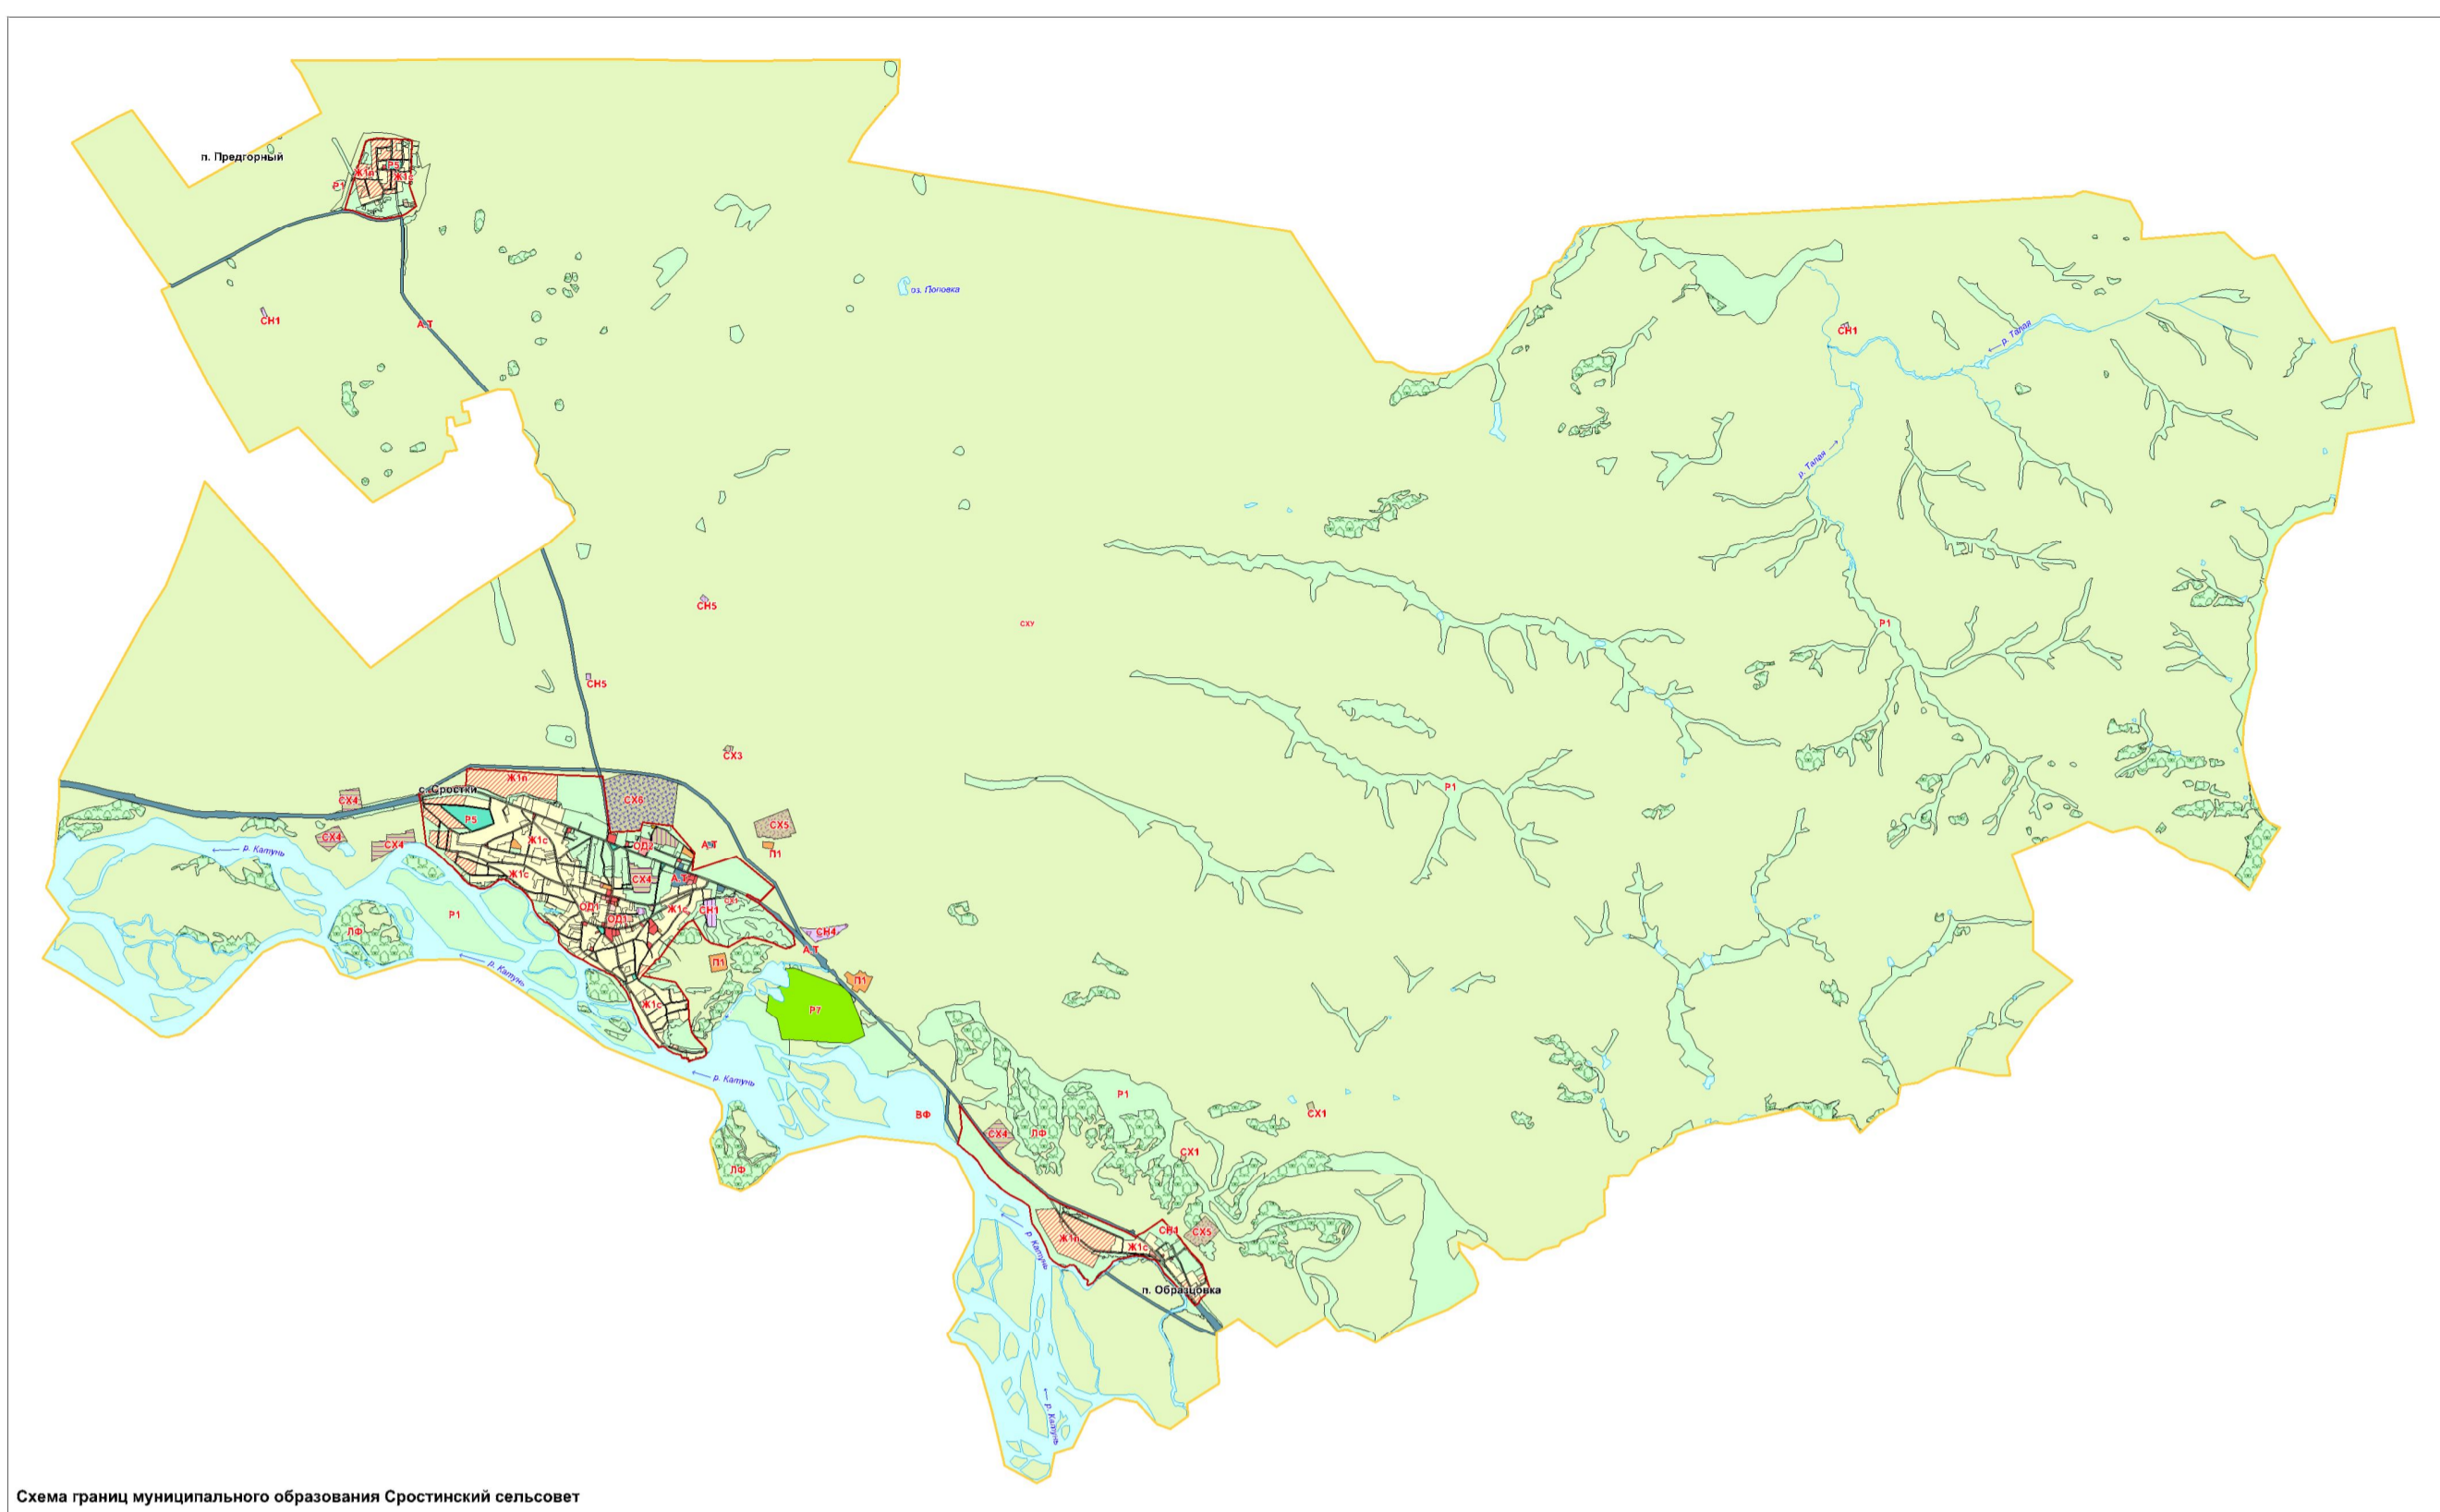 п. Предгорный
Р5
Ж1п
Ж1с
Р1
оз. Поповка
СН1
А.Т
СН1
← р. Талая
р. Талая →
СН5
СХУ
Р1
СН5
СХ3
Ж1п
с. Сростки
Р1
СХ4
СХ6
Р5
СХ5
СХ4
СХ4
Ж1с
ОД1
А.Т
П1
← р. Катунь
Ж1с
СХ4
А.Т
ОД1
Ж1с
СН1
СХ1
Р1
ОД1
ЛФ
СН4
А.Т
П1
← р. Катунь
П1
Ж1с
Р7
← р. Катунь
Р1
ВФ
СХ1
СХ4
ЛФ
СХ1
ЛФ
Ж1п
Ж1с
СН1
СХ5
← р. Катунь
п. Образцовка
← р. Катунь
Схема границ муниципального образования Сростинский сельсовет